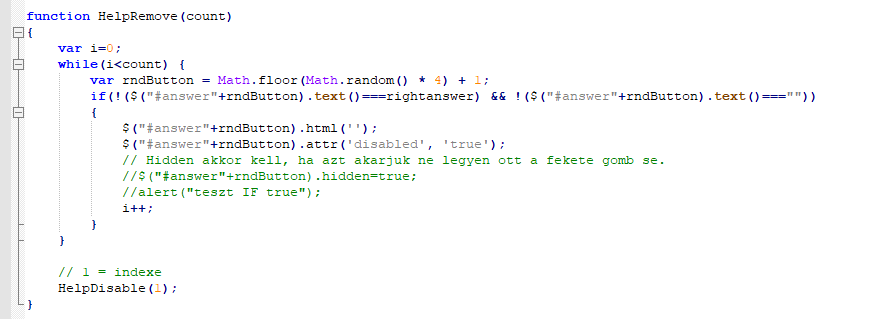 function HelpRemove(count)
{
    var i=0;
    while(i<count) {
        var rndButton = Math.floor(Math.random() * 4) + 1;
        if(!($("#answer"+rndButton).text()===rightanswer) && !($("#answer"+rndButton).text()===""))
        {
            $("#answer"+rndButton).html('');
            $("#answer"+rndButton).attr('disabled', 'true');
            // Hidden akkor kell, ha azt akarjuk ne legyen ott a fekete gomb se.
            //$("#answer"+rndButton).hidden=true;
            //alert("teszt IF true");
            i++;
        }
    }
    // 1 = indexe
    HelpDisable(1);
}